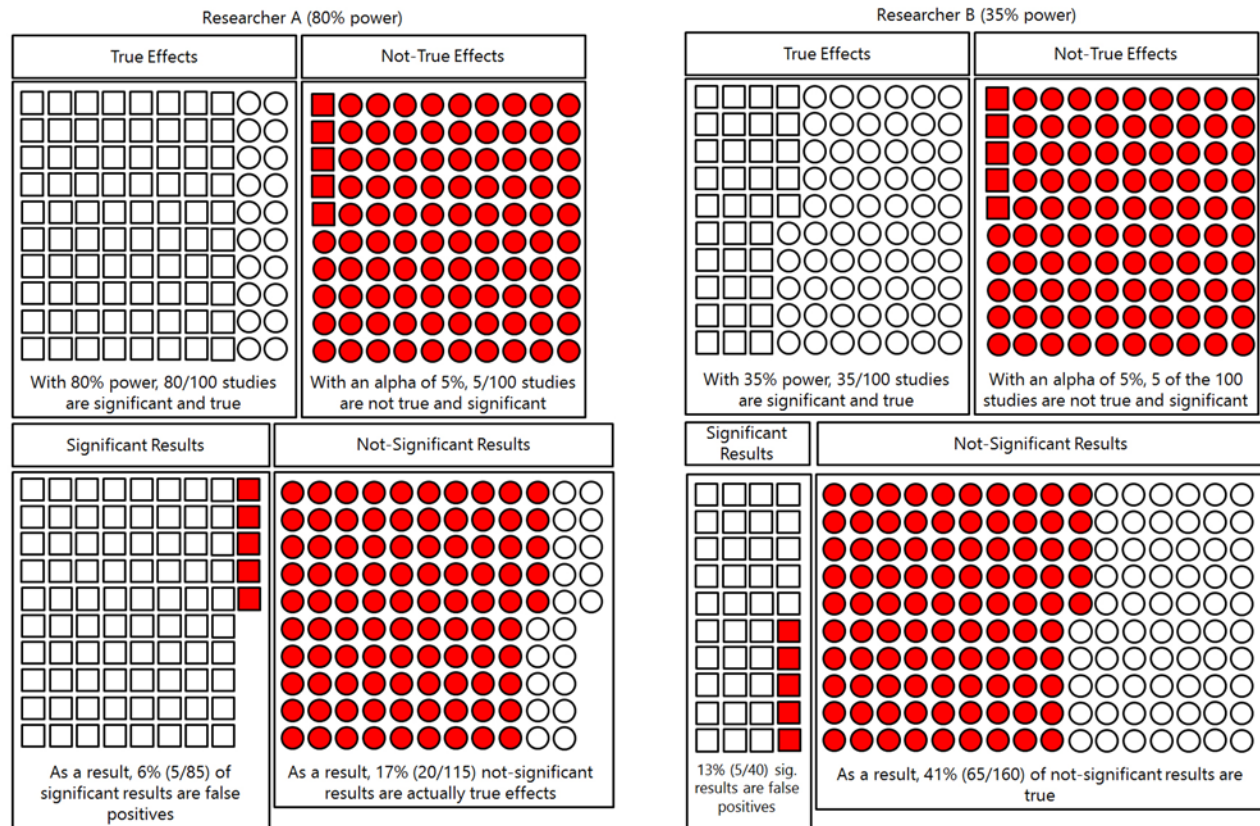 Researcher A (80% power)
True Effects
Not-True Effects
With 80% power, 80/100 studies
are significant and true
With an alpha of 5%, 5/100 studies
are not true and significant
Significant Results
Not-Significant Results
As a result, 6% (5/85) of
significant results are false
positives
As a result, 17% (20/115) not-significant
results are actually true effects
Researcher B (35% power)
True Effects
Not-True Effects
With 35% power, 35/100 studies
are significant and true
With an alpha of 5%, 5 of the 100
studies are not true and significant
Significant
Results
Not-Significant Results
13% (5/40) sig.
results are false
positives
As a result, 41% (65/160) of not-significant results are
true